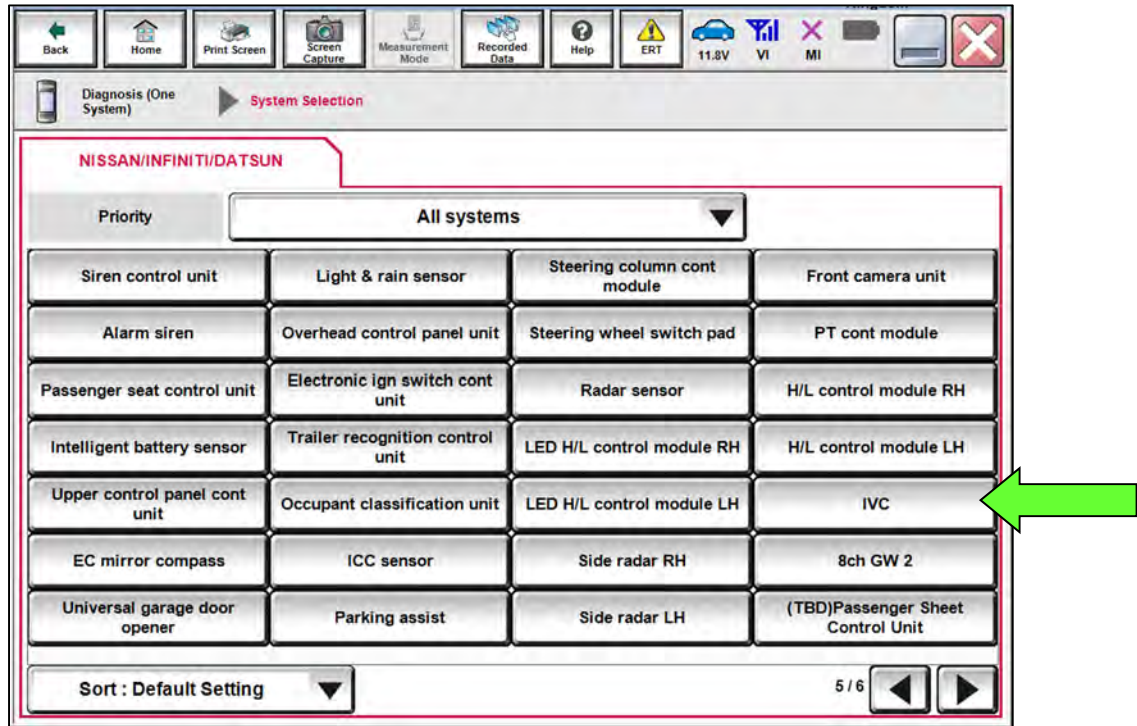 Back
Home
Print Screen
Screen
Capture
Measurement
Mode
Recorded
Data
Help
ERT
11.8V
VI
MI
Diagnosis (One
System)
System Selection
NISSAN/INFINITI/DATSUN
Priority
All systems
Siren control unit
Light & rain sensor
Steering column cont
module
Front camera unit
Alarm siren
Overhead control panel unit
Steering wheel switch pad
PT cont module
Passenger seat control unit
Electronic ign switch cont
unit
Radar sensor
H/L control module RH
Intelligent battery sensor
Trailer recognition control
unit
LED H/L control module RH
H/L control module LH
Upper control panel cont
unit
Occupant classification unit
LED H/L control module LH
IVC
EC mirror compass
ICC sensor
Side radar RH
8ch GW 2
Universal garage door
opener
Parking assist
Side radar LH
(TBD)Passenger Sheet
Control Unit
Sort : Default Setting
5/6